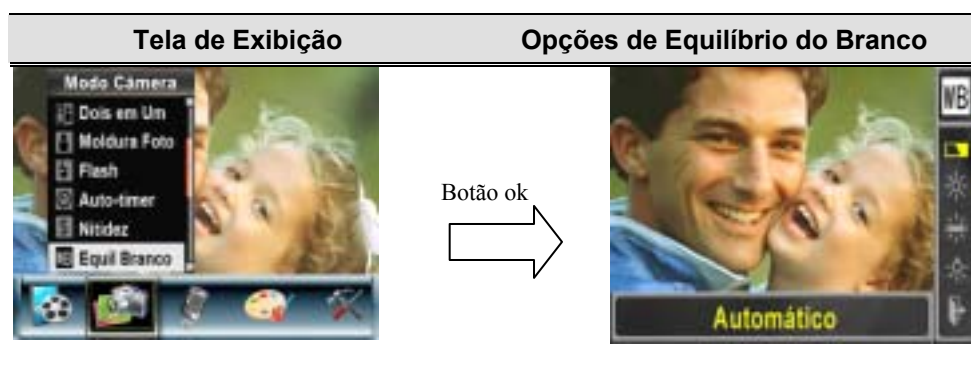 Tela de Exibição
Opções de Equilíbrio do Branco
Modo Câmera
Dois em Um
Moldura Foto
Flash
Auto-timer
Nitidez
WB Equil Branco
Botão ok
WB
Automático